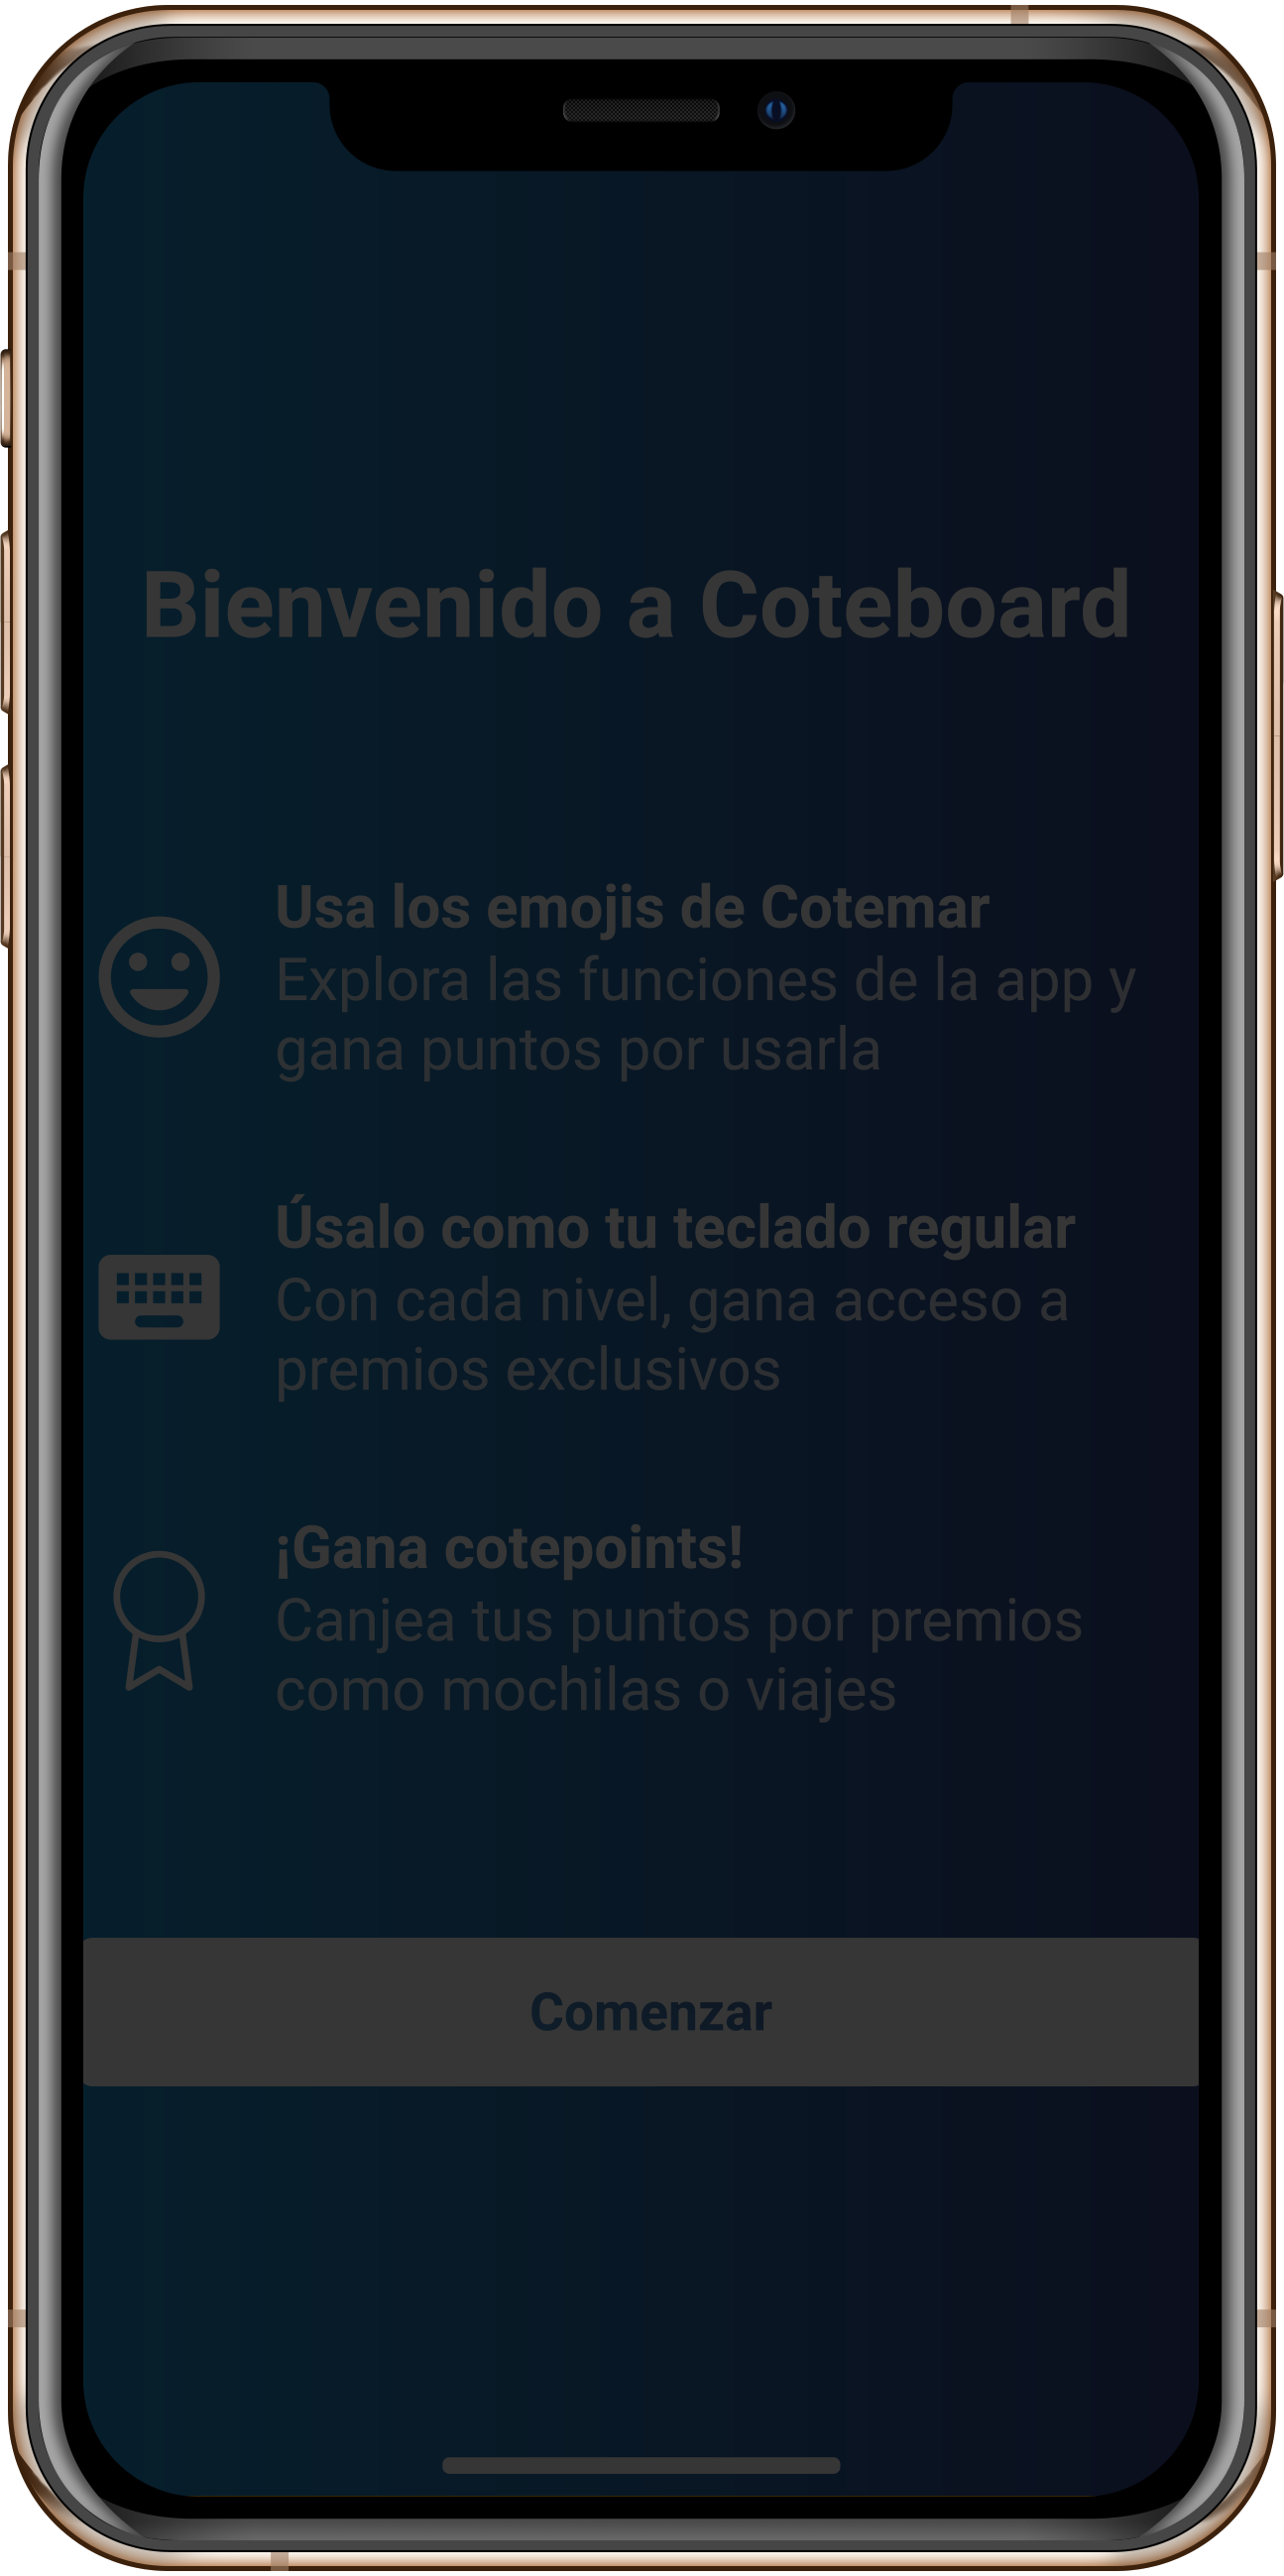 Bienvenido a Coteboard
Usa los emojis de Cotemar
Explora las funciones de la app y
gana puntos por usarla
Úsalo como tu teclado regular
Con cada nivel, gana acceso a
premios exclusivos
¡Gana cotepoints!
Canjea tus puntos por premios
como mochilas o viajes
Comenzar